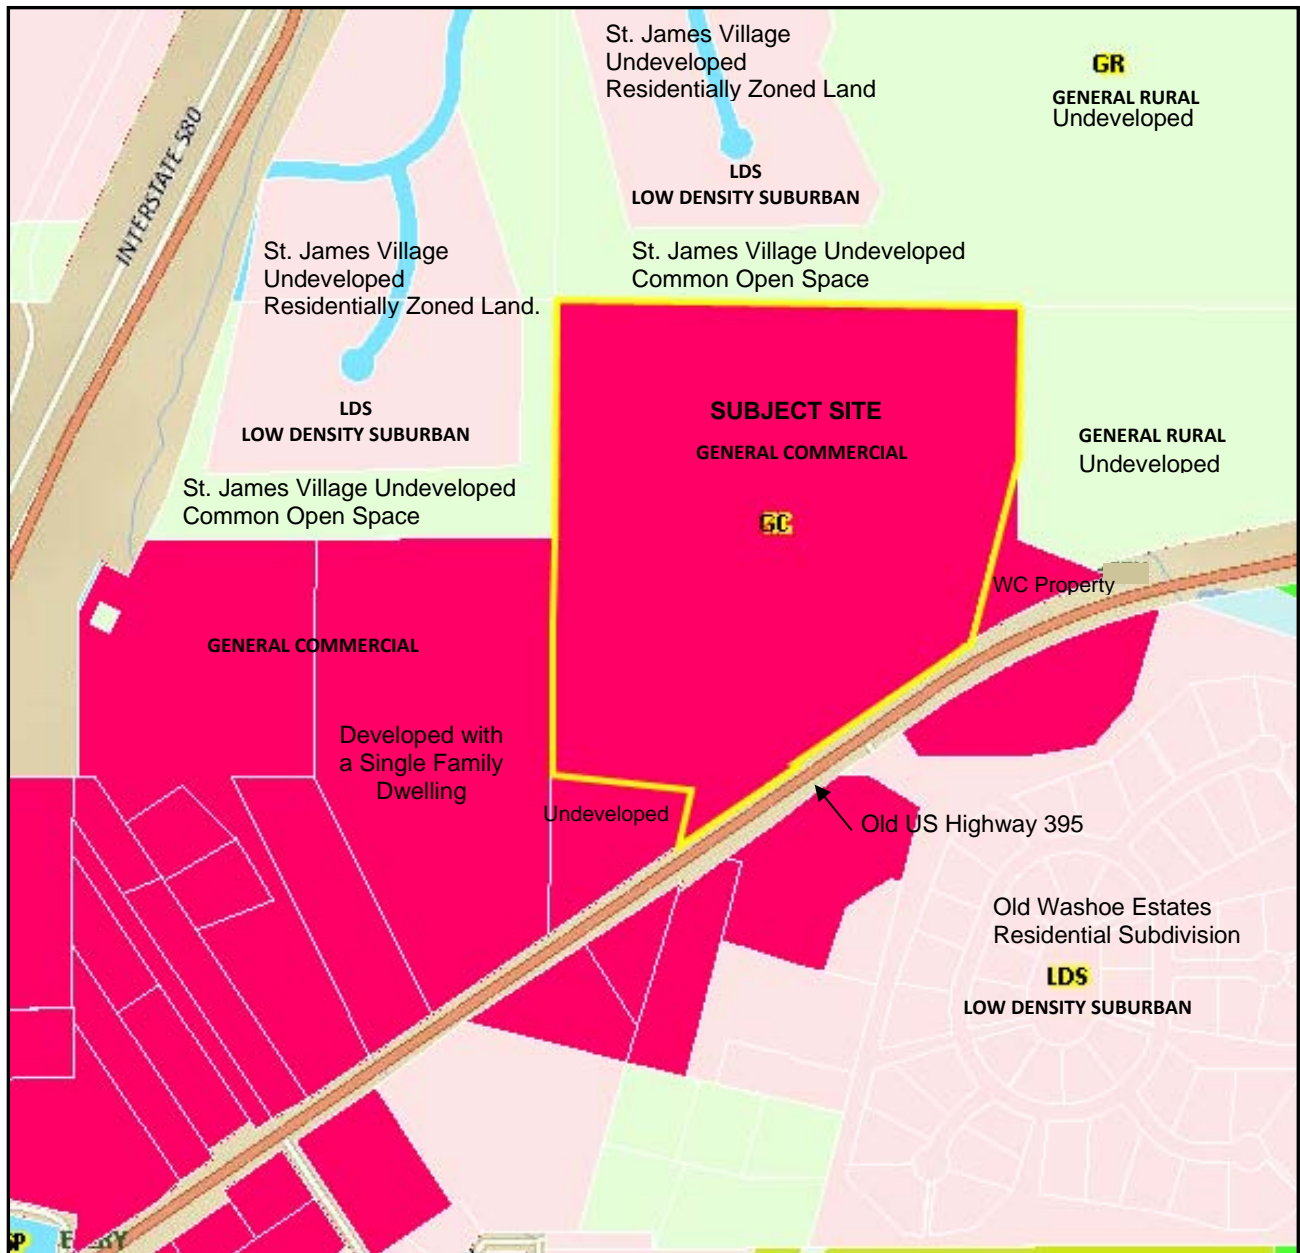 St. James Village
Undeveloped
Residentially Zoned Land
GR
GENERAL RURAL
Undeveloped
INTERSTATE 580
LDS
LOW DENSITY SUBURBAN
St. James Village
Undeveloped
Residentially Zoned Land.
St. James Village Undeveloped
Common Open Space
LDS
LOW DENSITY SUBURBAN
SUBJECT SITE
GENERAL COMMERCIAL
GC
GENERAL RURAL
Undeveloped
St. James Village Undeveloped
Common Open Space
WC Property
GENERAL COMMERCIAL
Developed with
a Single Family
Dwelling
Undeveloped
Old US Highway 395
Old Washoe Estates
Residential Subdivision
LDS
LOW DENSITY SUBURBAN